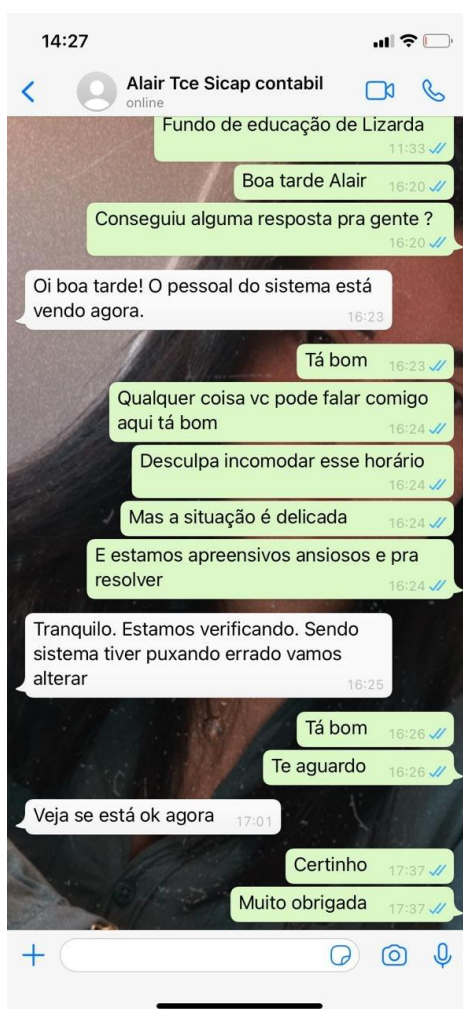 14:27
Alair Tce Sicap contabil
online
Fundo de educação de Lizarda
11:33
Boa tarde Alair 16:20
Conseguiu alguma resposta pra gente ?
16:20
Oi boa tarde! O pessoal do sistema está
vendo agora.
16:23
Tá bom 16:23
Qualquer coisa vc pode falar comigo
aqui tá bom
16:24
Desculpa incomodar esse horário
16:24
Mas a situação é delicada 16:24
E estamos apreensivos ansiosos e pra
resolver
16:24
Tranquilo. Estamos verificando. Sendo
sistema tiver puxando errado vamos
alterar
16:25
Tá bom 16:26
Te aguardo 16:26
Veja se está ok agora 17:01
Certinho 17:37
Muito obrigada 17:37